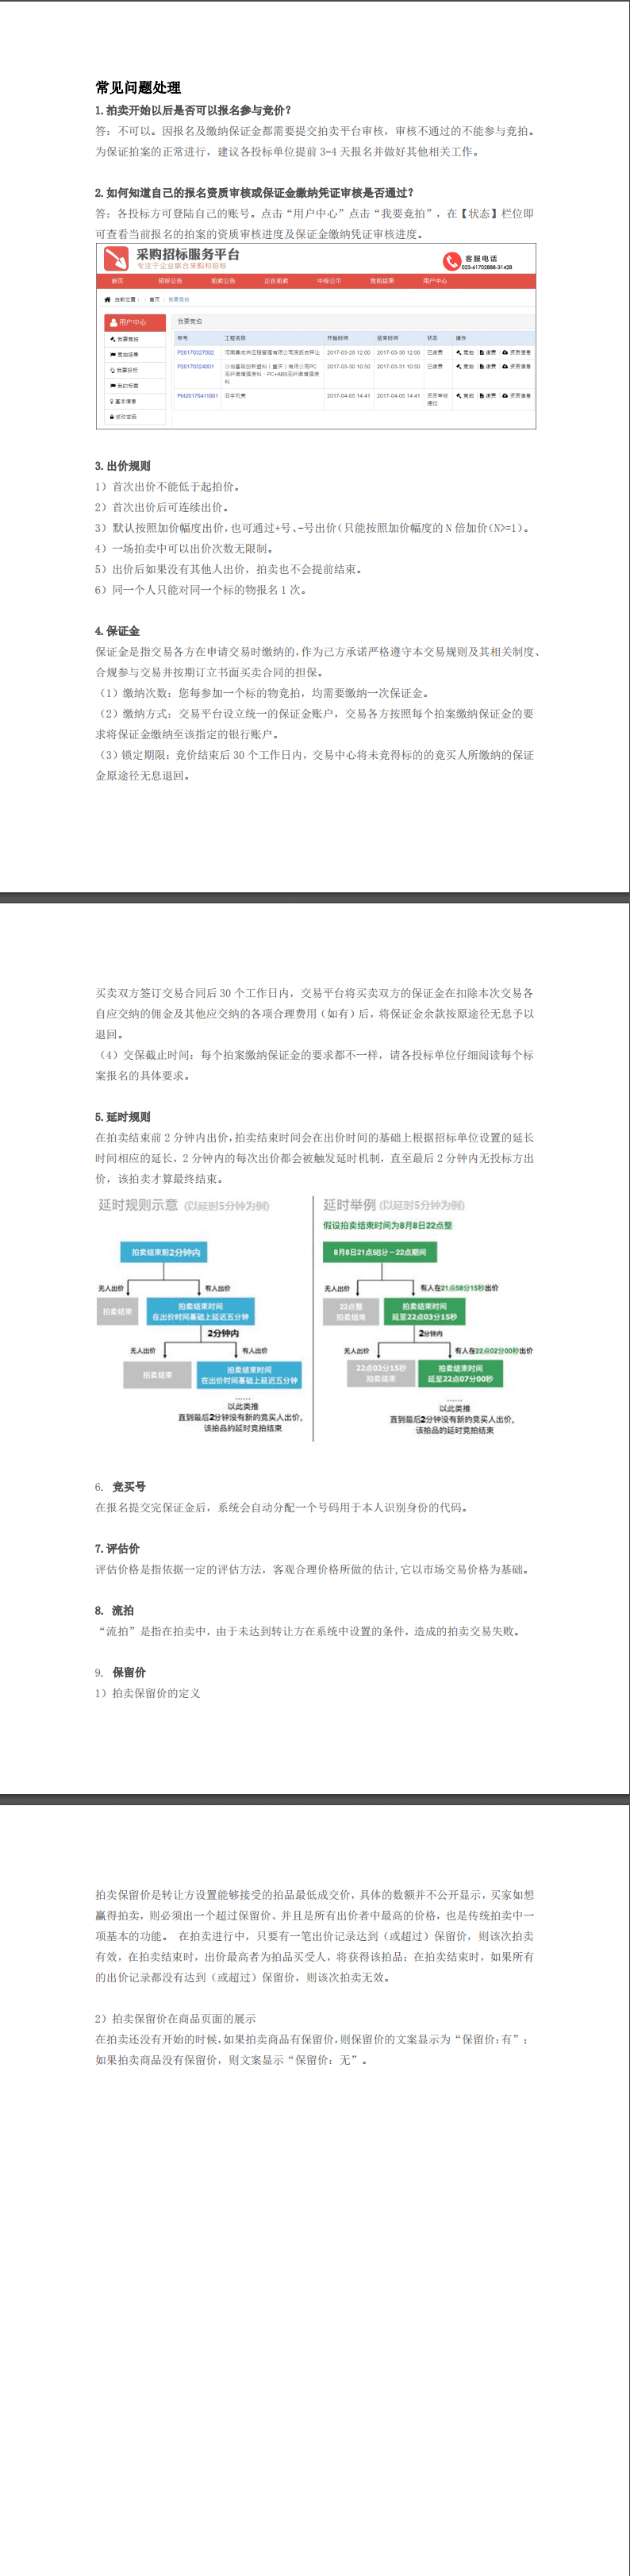 常见问题处理
1.拍卖开始以后是否可以报名参与竞价?
答：不可以。因报名及缴纳保证金都需要提交拍卖平台审核，审核不通过的不能参与竞拍。
为保证拍案的正常进行，建议各投标单位提前 3-4 天报名并做好其他相关工作。
2.如何知道自己的报名资质审核或保证金缴纳凭证审核是否通过?
答：各投标方可登陆自己的账号。点击“用户中心”点击“我要竞拍”，在【状态】栏位即
可查看当前报名的拍案的资质审核进度及保证金缴纳凭证审核进度。
采购招标服务平台
专注于企业联合采购和招标
客服电话
023-61702888-31428
首页 招标公告 拍卖公告 正在拍卖 中标公示 竞拍结果 用户中心
当前位置： 首页 我要竞拍
用户中心
我要竞拍
竞拍结果
我要投标
我的标案
基本信息
修改密码
我要竞拍
标号 工程名称 开始时间 结束时间 状态 操作
P20170327002 2017-03-28 12:00 2017-03-30 12:00 已缴费 竞拍 缴费 资质信息
P20170324001 2017-03-30 10:50 2017-03-31 10:50 已缴费 竞拍 缴费 资质信息
PM20170411001 旧手机壳 2017-04-05 14:41 2017-04-05 14:41 资质审核通过 竞拍 缴费 资质信息
3.出价规则
1）首次出价不能低于起拍价。
2）首次出价后可连续出价。
3）默认按照加价幅度出价，也可通过+号、-号出价(只能按照加价幅度的 N 倍加价(N>=1)。
4）一场拍卖中可以出价次数无限制。
5）出价后如果没有其他人出价，拍卖也不会提前结束。
6）同一个人只能对同一个标的物报名 1 次。
4.保证金
保证金是指交易各方在申请交易时缴纳的，作为己方承诺严格遵守本交易规则及其相关制度、
合规参与交易并按期订立书面买卖合同的担保。
（1）缴纳次数：您每参加一个标的物竞拍，均需要缴纳一次保证金。
（2）缴纳方式：交易平台设立统一的保证金账户，交易各方按照每个拍案缴纳保证金的要
求将保证金缴纳至该指定的银行账户。
（3）锁定期限：竞价结束后 30 个工作日内，交易中心将未竞得标的的竞买人所缴纳的保证
金原途径无息退回。
买卖双方签订交易合同后 30 个工作日内，交易平台将买卖双方的保证金在扣除本次交易各
自应交纳的佣金及其他应交纳的各项合理费用（如有）后，将保证金余款按原途径无息予以
退回。
（4）交保截止时间：每个拍案缴纳保证金的要求都不一样，请各投标单位仔细阅读每个标
案报名的具体要求。
5.延时规则
在拍卖结束前 2 分钟内出价，拍卖结束时间会在出价时间的基础上根据招标单位设置的延长
时间相应的延长，2 分钟内的每次出价都会被触发延时机制，直至最后 2 分钟内无投标方出
价，该拍卖才算最终结束。
延时规则示意 (以延时5分钟为例)
拍卖结束前2分钟内
无人出价 有人出价
拍卖结束
拍卖结束时间
在出价时间基础上延迟五分钟
2分钟内
无人出价 有人出价
拍卖结束
拍卖结束时间
在出价时间基础上延迟五分钟
……
以此类推
直到最后2分钟没有新的竞买人出价，
该拍品的延时竞拍结束
延时举例 (以延时5分钟为例)
假设拍卖结束时间为8月8日22点整
8月8日21点58分－22点期间
无人出价 有人在21点58分15秒出价
22点整
拍卖结束
拍卖结束时间
延至22点03分15秒
2分钟内
无人出价 有人在22点02分00秒出价
22点03分15秒
拍卖结束
拍卖结束时间
延至22点07分00秒
……
以此类推
直到最后2分钟没有新的竞买人出价，
该拍品的延时竞拍结束
6. 竞买号
在报名提交完保证金后，系统会自动分配一个号码用于本人识别身份的代码。
7.评估价
评估价格是指依据一定的评估方法，客观合理价格所做的估计,它以市场交易价格为基础。
8. 流拍
“流拍”是指在拍卖中，由于未达到转让方在系统中设置的条件，造成的拍卖交易失败。
9. 保留价
1）拍卖保留价的定义
拍卖保留价是转让方设置能够接受的拍品最低成交价，具体的数额并不公开显示，买家如想
赢得拍卖，则必须出一个超过保留价、并且是所有出价者中最高的价格，也是传统拍卖中一
项基本的功能。 在拍卖进行中，只要有一笔出价记录达到（或超过）保留价，则该次拍卖
有效，在拍卖结束时，出价最高者为拍品买受人，将获得该拍品；在拍卖结束时，如果所有
的出价记录都没有达到（或超过）保留价，则该次拍卖无效。
2）拍卖保留价在商品页面的展示
在拍卖还没有开始的时候，如果拍卖商品有保留价，则保留价的文案显示为“保留价：有”；
如果拍卖商品没有保留价，则文案显示“保留价：无”。